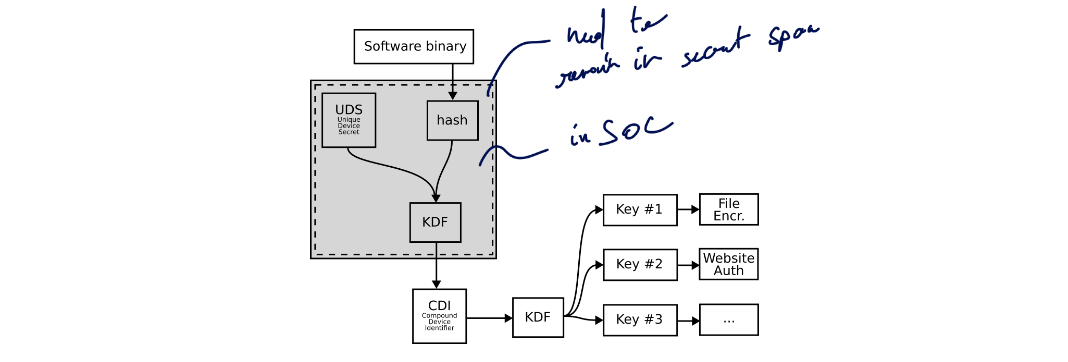 Software binary
need to
remain in secret space
UDS
Unique
Device
Secret
hash
in SOC
KDF
CDI
Compound
Device
Identifier
KDF
Key #1
File
Encr.
Key #2
Website
Auth
Key #3
...